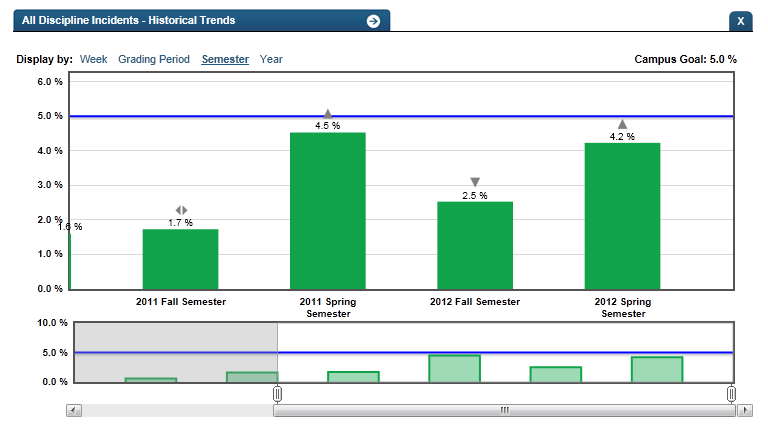 All Discipline Incidents - Historical Trends
X
Display by: Week Grading Period Semester Year
Campus Goal: 5.0 %
6.0 %
5.0 %
4.5 %
4.2 %
4.0 %
3.0 %
2.5 %
2.0 %
1.6 %
1.7 %
1.0 %
0.0 %
2011 Fall Semester
2011 Spring
Semester
2012 Fall Semester
2012 Spring
Semester
10.0 %
5.0 %
0.0 %